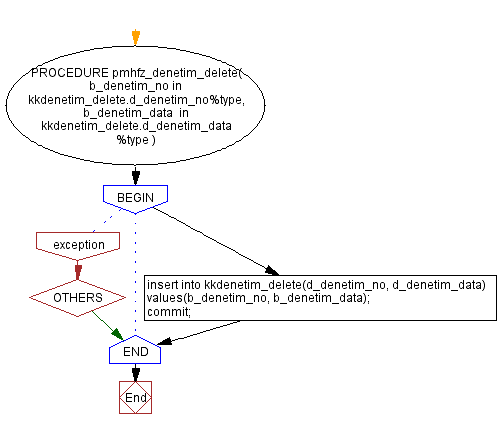 PROCEDURE pmhfz_denetim_delete(
b_denetim_no in
kkdenetim_delete.d_denetim_no%type,
b_denetim_data  in
kkdenetim_delete.d_denetim_data
%type )
BEGIN
exception
OTHERS
insert into kkdenetim_delete(d_denetim_no, d_denetim_data)
values(b_denetim_no, b_denetim_data);
commit;
END
End